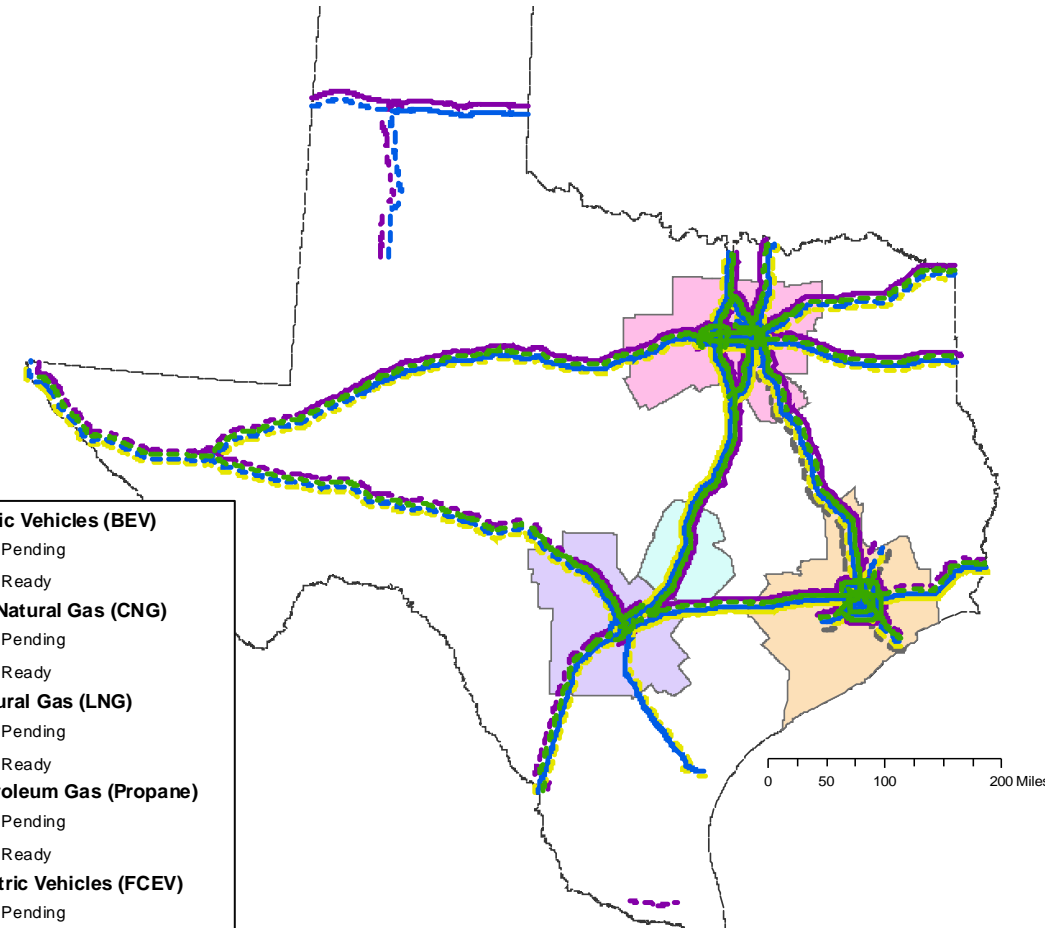 ic Vehicles (BEV)
Pending
Ready
Natural Gas (CNG)
Pending
Ready
ural Gas (LNG)
Pending
Ready
roleum Gas (Propane)
Pending
Ready
tric Vehicles (FCEV)
Pending
0 50 100 200 Miles